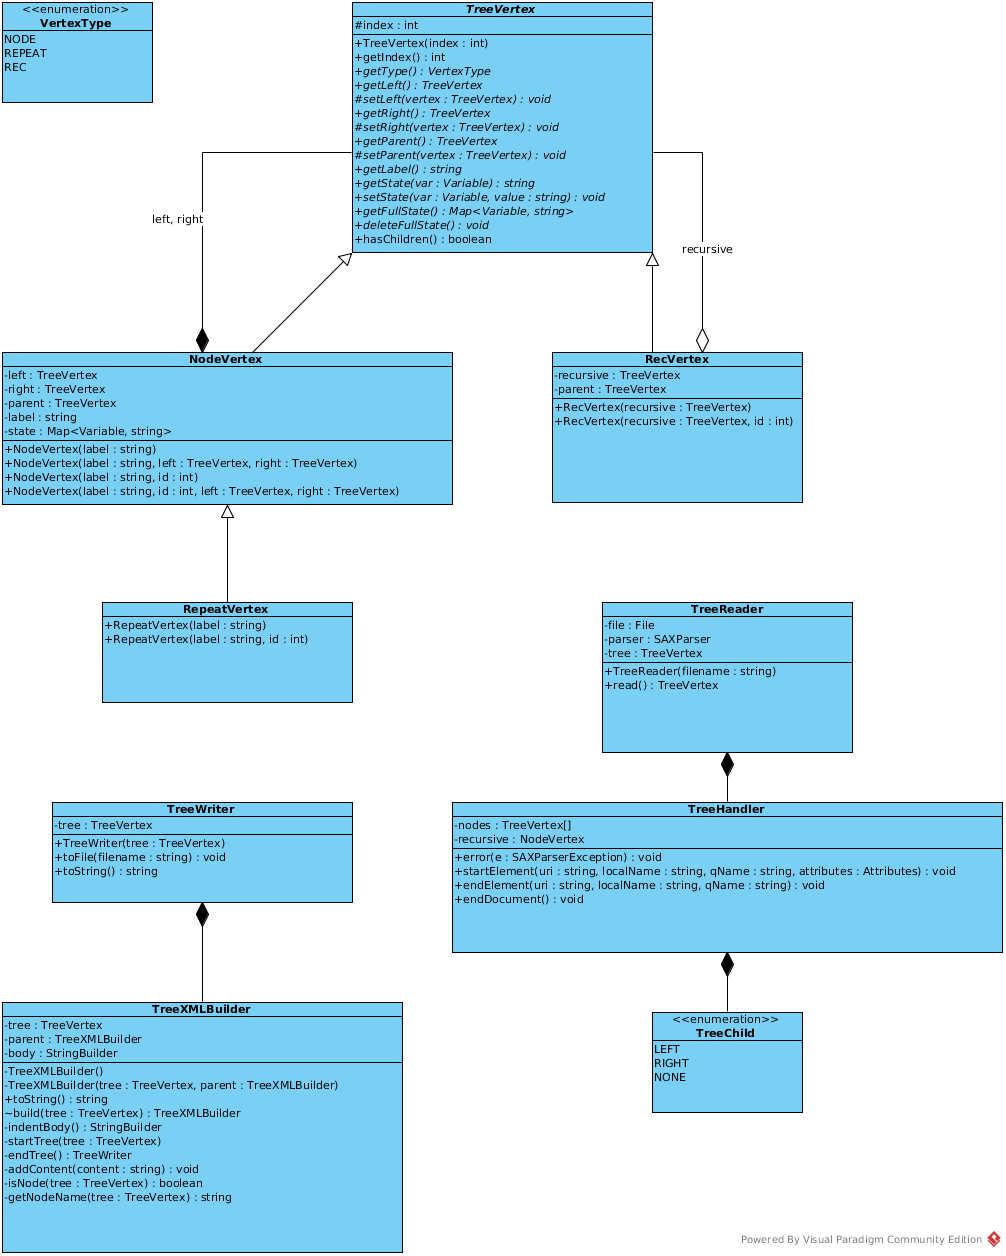 <<enumeration>>
VertexType
NODE
REPEAT
REC
TreeVertex
#index : int
+TreeVertex(index : int)
+getIndex() : int
+getType() : VertexType
+getLeft() : TreeVertex
#setLeft(vertex : TreeVertex) : void
+getRight() : TreeVertex
#setRight(vertex : TreeVertex) : void
+getParent() : TreeVertex
#setParent(vertex : TreeVertex) : void
+getLabel() : string
+getState(var : Variable) : string
+setState(var : Variable, value : string) : void
+getFullState() : Map<Variable, string>
+deleteFullState() : void
+hasChildren() : boolean
left, right
recursive
NodeVertex
-left : TreeVertex
-right : TreeVertex
-parent : TreeVertex
-label : string
-state : Map<Variable, string>
+NodeVertex(label : string)
+NodeVertex(label : string, left : TreeVertex, right : TreeVertex)
+NodeVertex(label : string, id : int)
+NodeVertex(label : string, id : int, left : TreeVertex, right : TreeVertex)
RecVertex
-recursive : TreeVertex
-parent : TreeVertex
+RecVertex(recursive : TreeVertex)
+RecVertex(recursive : TreeVertex, id : int)
RepeatVertex
+RepeatVertex(label : string)
+RepeatVertex(label : string, id : int)
TreeReader
-file : File
-parser : SAXParser
-tree : TreeVertex
+TreeReader(filename : string)
+read() : TreeVertex
TreeWriter
-tree : TreeVertex
+TreeWriter(tree : TreeVertex)
+toFile(filename : string) : void
+toString() : string
TreeHandler
-nodes : TreeVertex[]
-recursive : NodeVertex
+error(e : SAXParserException) : void
+startElement(uri : string, localName : string, qName : string, attributes : Attributes) : void
+endElement(uri : string, localName : string, qName : string) : void
+endDocument() : void
TreeXMLBuilder
-tree : TreeVertex
-parent : TreeXMLBuilder
-body : StringBuilder
-TreeXMLBuilder()
-TreeXMLBuilder(tree : TreeVertex, parent : TreeXMLBuilder)
+toString() : string
~build(tree : TreeVertex) : TreeXMLBuilder
-indentBody() : StringBuilder
-startTree(tree : TreeVertex)
-endTree() : TreeWriter
-addContent(content : string) : void
-isNode(tree : TreeVertex) : boolean
-getNodeName(tree : TreeVertex) : string
<<enumeration>>
TreeChild
LEFT
RIGHT
NONE
Powered By Visual Paradigm Community Edition